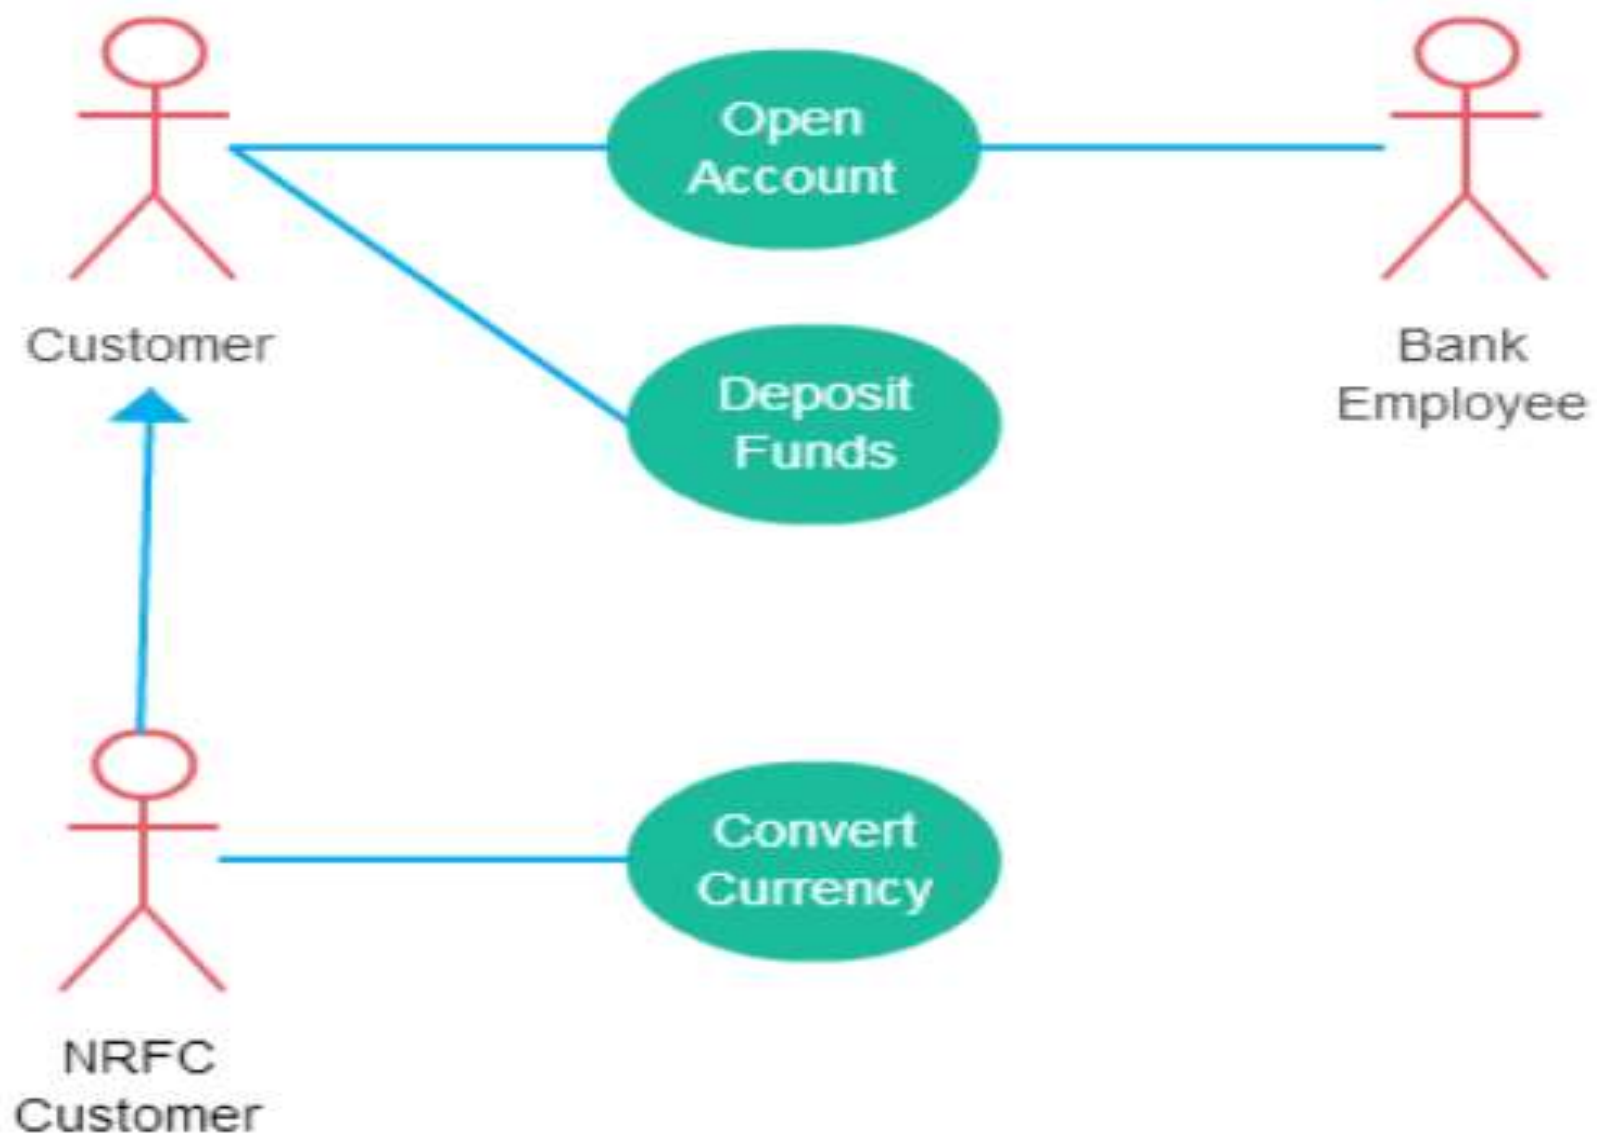 Open
Account
Customer
Bank
Employee
Deposit
Funds
Convert
Currency
NRFC
Customer